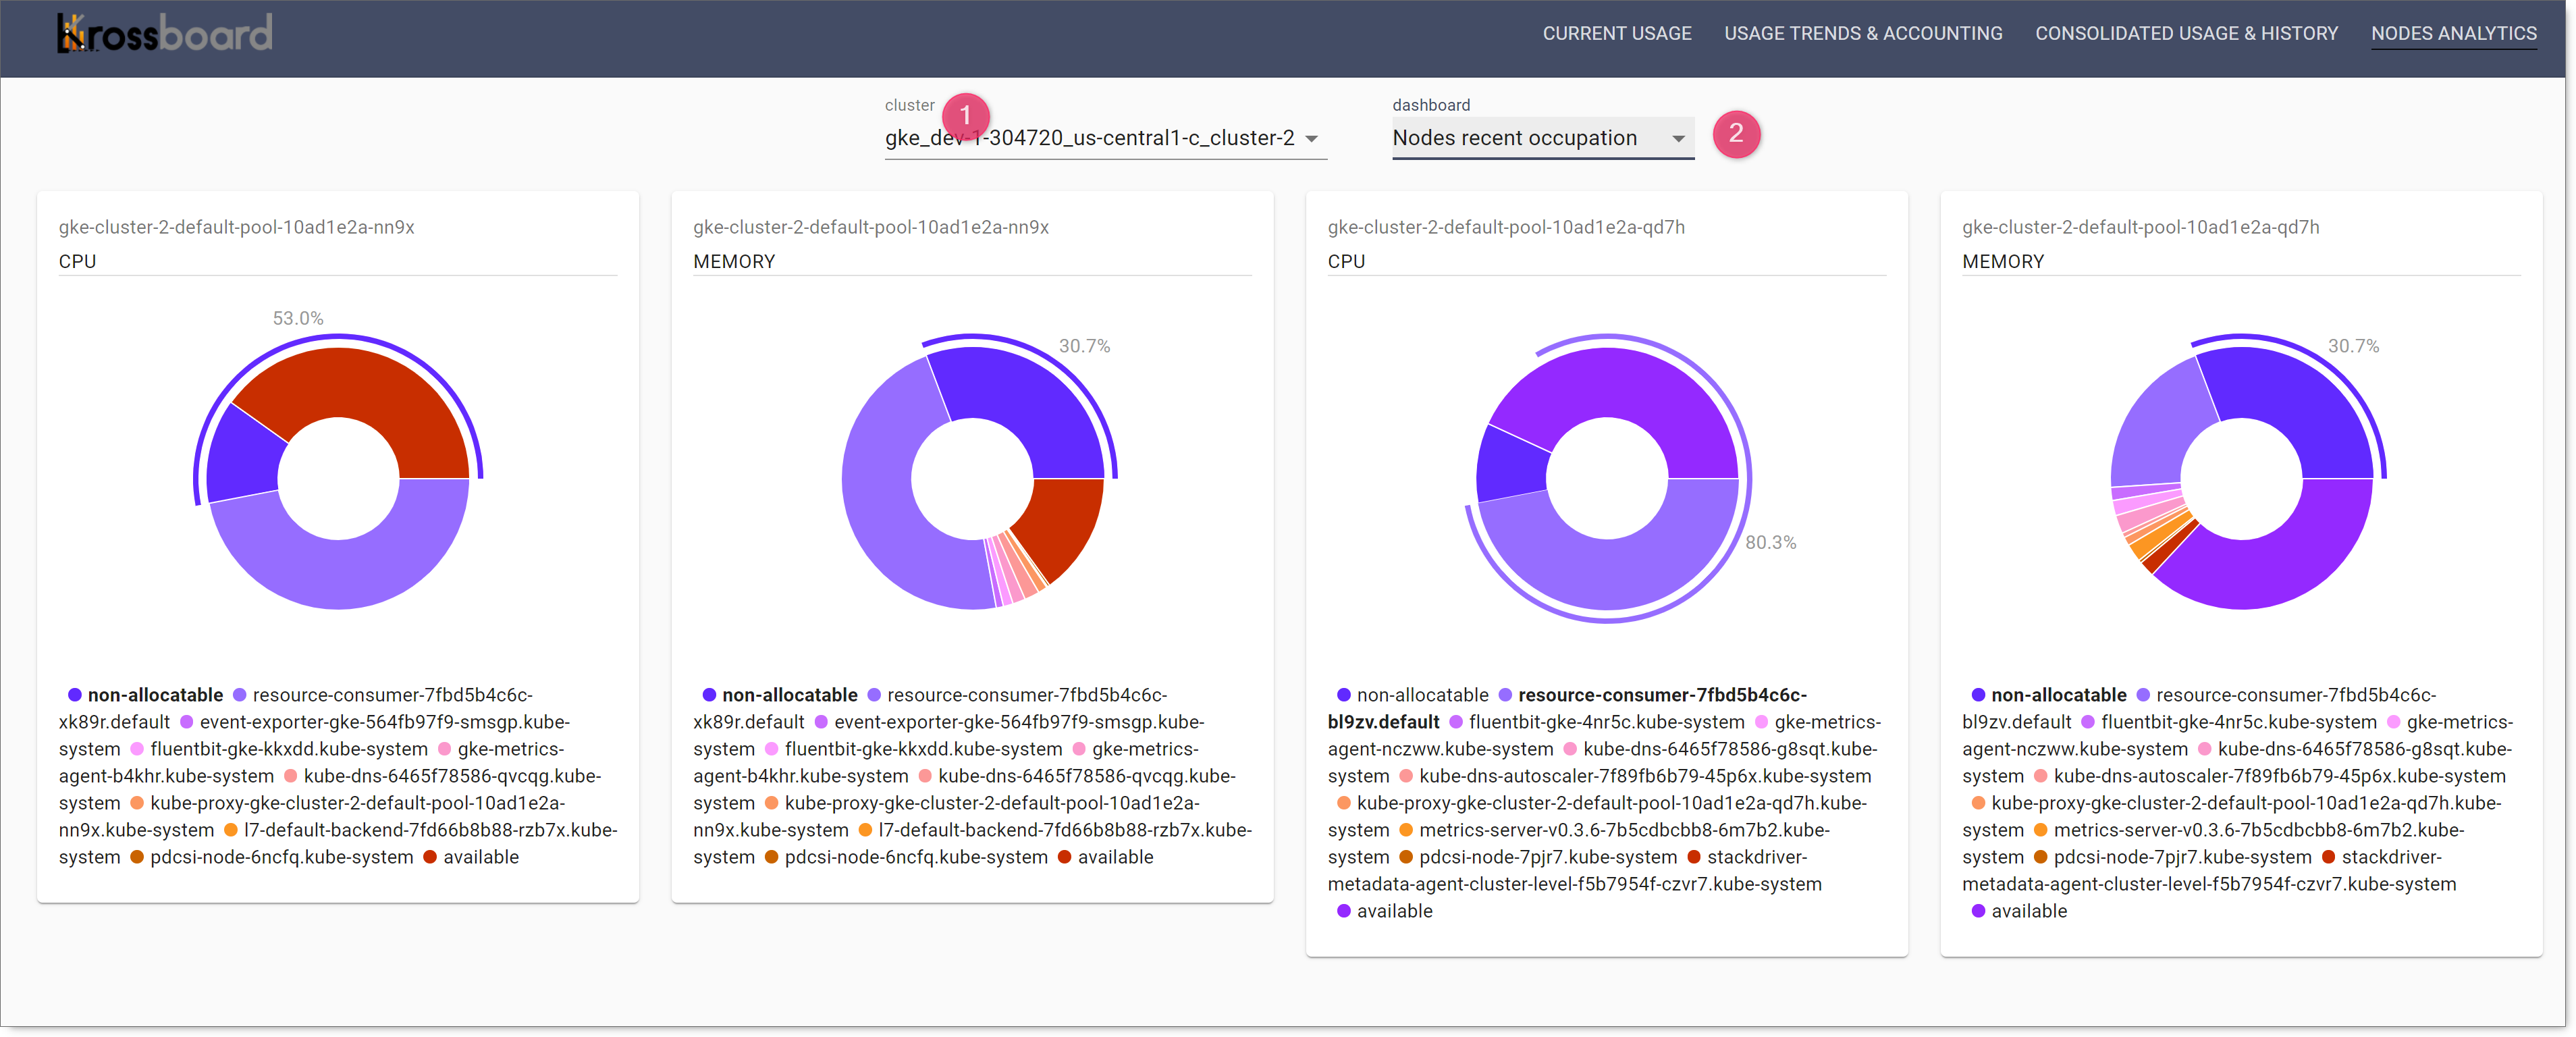 Krossboard
CURRENT USAGE
USAGE TRENDS & ACCOUNTING
CONSOLIDATED USAGE & HISTORY
NODES ANALYTICS
cluster
1
gke_dev-1-304720_us-central1-c_cluster-2
dashboard
Nodes recent occupation
2
gke-cluster-2-default-pool-10ad1e2a-nn9x
CPU
53.0%
non-allocatable resource-consumer-7fbd5b4c6c-
xk89r.default event-exporter-gke-564fb97f9-smsgp.kube-
system fluentbit-gke-kkxdd.kube-system gke-metrics-
agent-b4khr.kube-system kube-dns-6465f78586-qvcqg.kube-
system kube-proxy-gke-cluster-2-default-pool-10ad1e2a-
nn9x.kube-system l7-default-backend-7fd66b8b88-rzb7x.kube-
system pdcsi-node-6ncfq.kube-system available
gke-cluster-2-default-pool-10ad1e2a-nn9x
MEMORY
30.7%
non-allocatable resource-consumer-7fbd5b4c6c-
xk89r.default event-exporter-gke-564fb97f9-smsgp.kube-
system fluentbit-gke-kkxdd.kube-system gke-metrics-
agent-b4khr.kube-system kube-dns-6465f78586-qvcqg.kube-
system kube-proxy-gke-cluster-2-default-pool-10ad1e2a-
nn9x.kube-system l7-default-backend-7fd66b8b88-rzb7x.kube-
system pdcsi-node-6ncfq.kube-system available
gke-cluster-2-default-pool-10ad1e2a-qd7h
CPU
80.3%
non-allocatable resource-consumer-7fbd5b4c6c-
bl9zv.default fluentbit-gke-4nr5c.kube-system gke-metrics-
agent-nczww.kube-system kube-dns-6465f78586-g8sqt.kube-
system kube-dns-autoscaler-7f89fb6b79-45p6x.kube-system
kube-proxy-gke-cluster-2-default-pool-10ad1e2a-qd7h.kube-
system metrics-server-v0.3.6-7b5cdbcbb8-6m7b2.kube-
system pdcsi-node-7pjr7.kube-system stackdriver-
metadata-agent-cluster-level-f5b7954f-czvr7.kube-system
available
gke-cluster-2-default-pool-10ad1e2a-qd7h
MEMORY
30.7%
non-allocatable resource-consumer-7fbd5b4c6c-
bl9zv.default fluentbit-gke-4nr5c.kube-system gke-metrics-
agent-nczww.kube-system kube-dns-6465f78586-g8sqt.kube-
system kube-dns-autoscaler-7f89fb6b79-45p6x.kube-system
kube-proxy-gke-cluster-2-default-pool-10ad1e2a-qd7h.kube-
system metrics-server-v0.3.6-7b5cdbcbb8-6m7b2.kube-
system pdcsi-node-7pjr7.kube-system stackdriver-
metadata-agent-cluster-level-f5b7954f-czvr7.kube-system
available